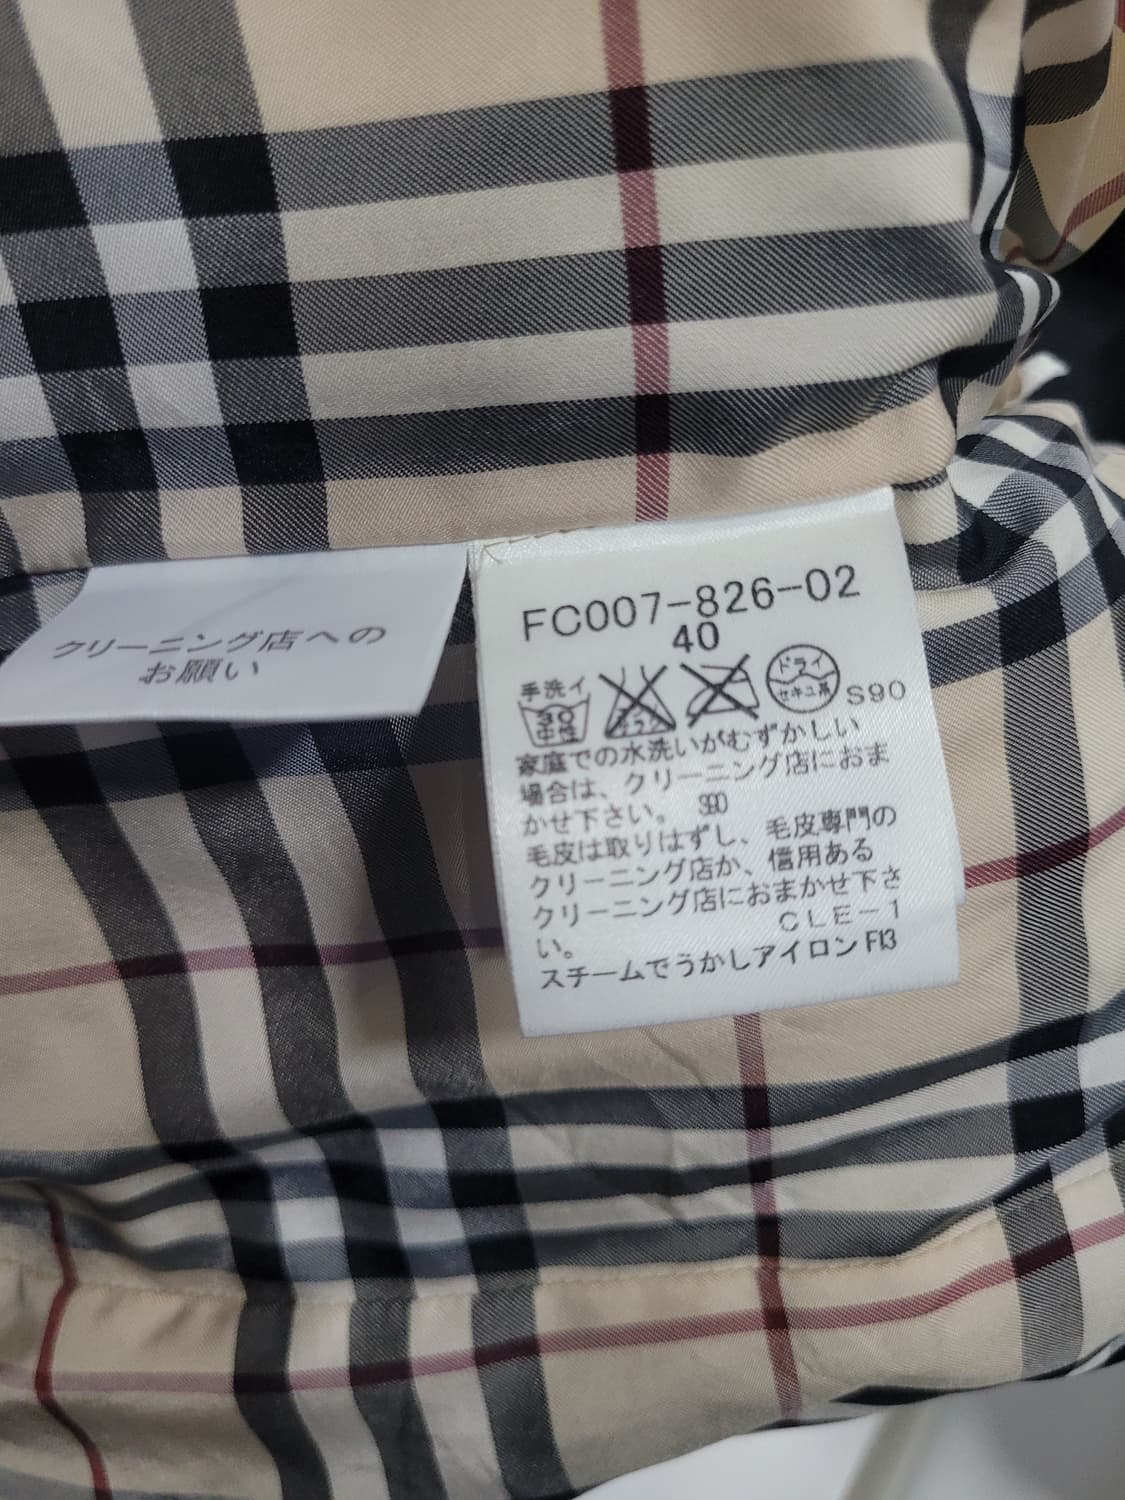 クリーニング店への
お願い
FC007-826-02
40
手洗イ ドライ
30 エンソ セキユ系 S90
中性 サラシ
家庭での水洗いがむずかしい
場合は、クリーニング店におま
かせ下さい。 S90
毛皮は取りはずし、毛皮専門の
クリーニング店か、信用ある
クリーニング店におまかせ下さ
い。 CLE-1
スチームでうかしアイロン F13